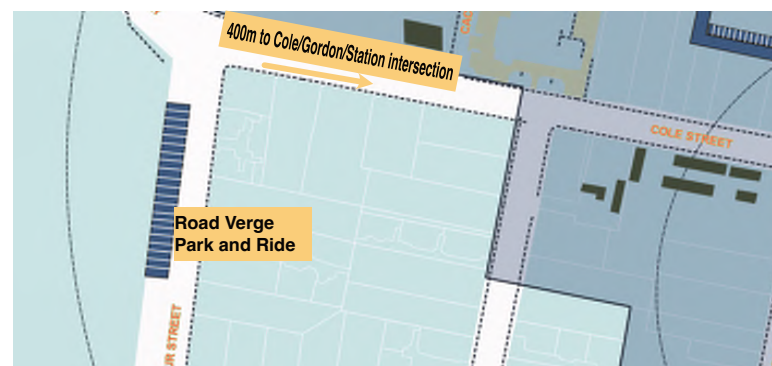 400m to Cole/Gordon/Station intersection
COLE STREET
Road Verge
Park and Ride
STREET